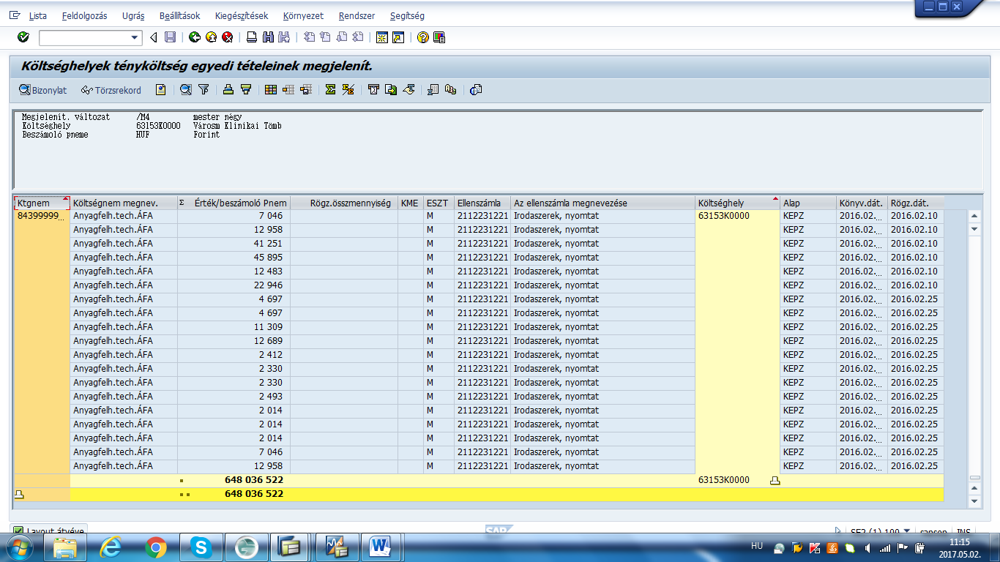 Lista Feldolgozás Ugrás Beállítások Kiegészítések Környezet Rendszer Segítség
Költséghelyek tényköltség egyedi tételeinek megjelenít.
Bizonylat Törzsrekord
Megjelenít. változat /M4 mester négy
Költséghely 63153K0000 Városm Klinikai Tömb
Beszámoló pneme HUF Forint
Ktgnem Költségnem megnev. Σ Érték/beszámoló Pnem Rögz.összmennyiség KME ESZT Ellenszámla Az ellenszámla megnevezése Költséghely Alap Könyv.dát. Rögz.dát.
84399999... Anyagfelh.tech.ÁFA 7 046 M 2112231221 Irodaszerek, nyomtat 63153K0000 KEPZ 2016.02.... 2016.02.10
Anyagfelh.tech.ÁFA 12 958 M 2112231221 Irodaszerek, nyomtat KEPZ 2016.02.... 2016.02.10
Anyagfelh.tech.ÁFA 41 251 M 2112231221 Irodaszerek, nyomtat KEPZ 2016.02.... 2016.02.10
Anyagfelh.tech.ÁFA 45 895 M 2112231221 Irodaszerek, nyomtat KEPZ 2016.02.... 2016.02.10
Anyagfelh.tech.ÁFA 12 483 M 2112231221 Irodaszerek, nyomtat KEPZ 2016.02.... 2016.02.10
Anyagfelh.tech.ÁFA 22 946 M 2112231221 Irodaszerek, nyomtat KEPZ 2016.02.... 2016.02.10
Anyagfelh.tech.ÁFA 4 697 M 2112231221 Irodaszerek, nyomtat KEPZ 2016.02.... 2016.02.25
Anyagfelh.tech.ÁFA 4 697 M 2112231221 Irodaszerek, nyomtat KEPZ 2016.02.... 2016.02.25
Anyagfelh.tech.ÁFA 11 309 M 2112231221 Irodaszerek, nyomtat KEPZ 2016.02.... 2016.02.25
Anyagfelh.tech.ÁFA 12 689 M 2112231221 Irodaszerek, nyomtat KEPZ 2016.02.... 2016.02.25
Anyagfelh.tech.ÁFA 2 412 M 2112231221 Irodaszerek, nyomtat KEPZ 2016.02.... 2016.02.25
Anyagfelh.tech.ÁFA 2 330 M 2112231221 Irodaszerek, nyomtat KEPZ 2016.02.... 2016.02.25
Anyagfelh.tech.ÁFA 2 330 M 2112231221 Irodaszerek, nyomtat KEPZ 2016.02.... 2016.02.25
Anyagfelh.tech.ÁFA 2 493 M 2112231221 Irodaszerek, nyomtat KEPZ 2016.02.... 2016.02.25
Anyagfelh.tech.ÁFA 2 014 M 2112231221 Irodaszerek, nyomtat KEPZ 2016.02.... 2016.02.25
Anyagfelh.tech.ÁFA 2 014 M 2112231221 Irodaszerek, nyomtat KEPZ 2016.02.... 2016.02.25
Anyagfelh.tech.ÁFA 2 014 M 2112231221 Irodaszerek, nyomtat KEPZ 2016.02.... 2016.02.25
Anyagfelh.tech.ÁFA 7 046 M 2112231221 Irodaszerek, nyomtat KEPZ 2016.02.... 2016.02.25
Anyagfelh.tech.ÁFA 12 958 M 2112231221 Irodaszerek, nyomtat KEPZ 2016.02.... 2016.02.25
648 036 522 63153K0000
648 036 522
Layout átvéve SAP SE2 (1) 100 sapsen INS
HU 11:15
2017.05.02.